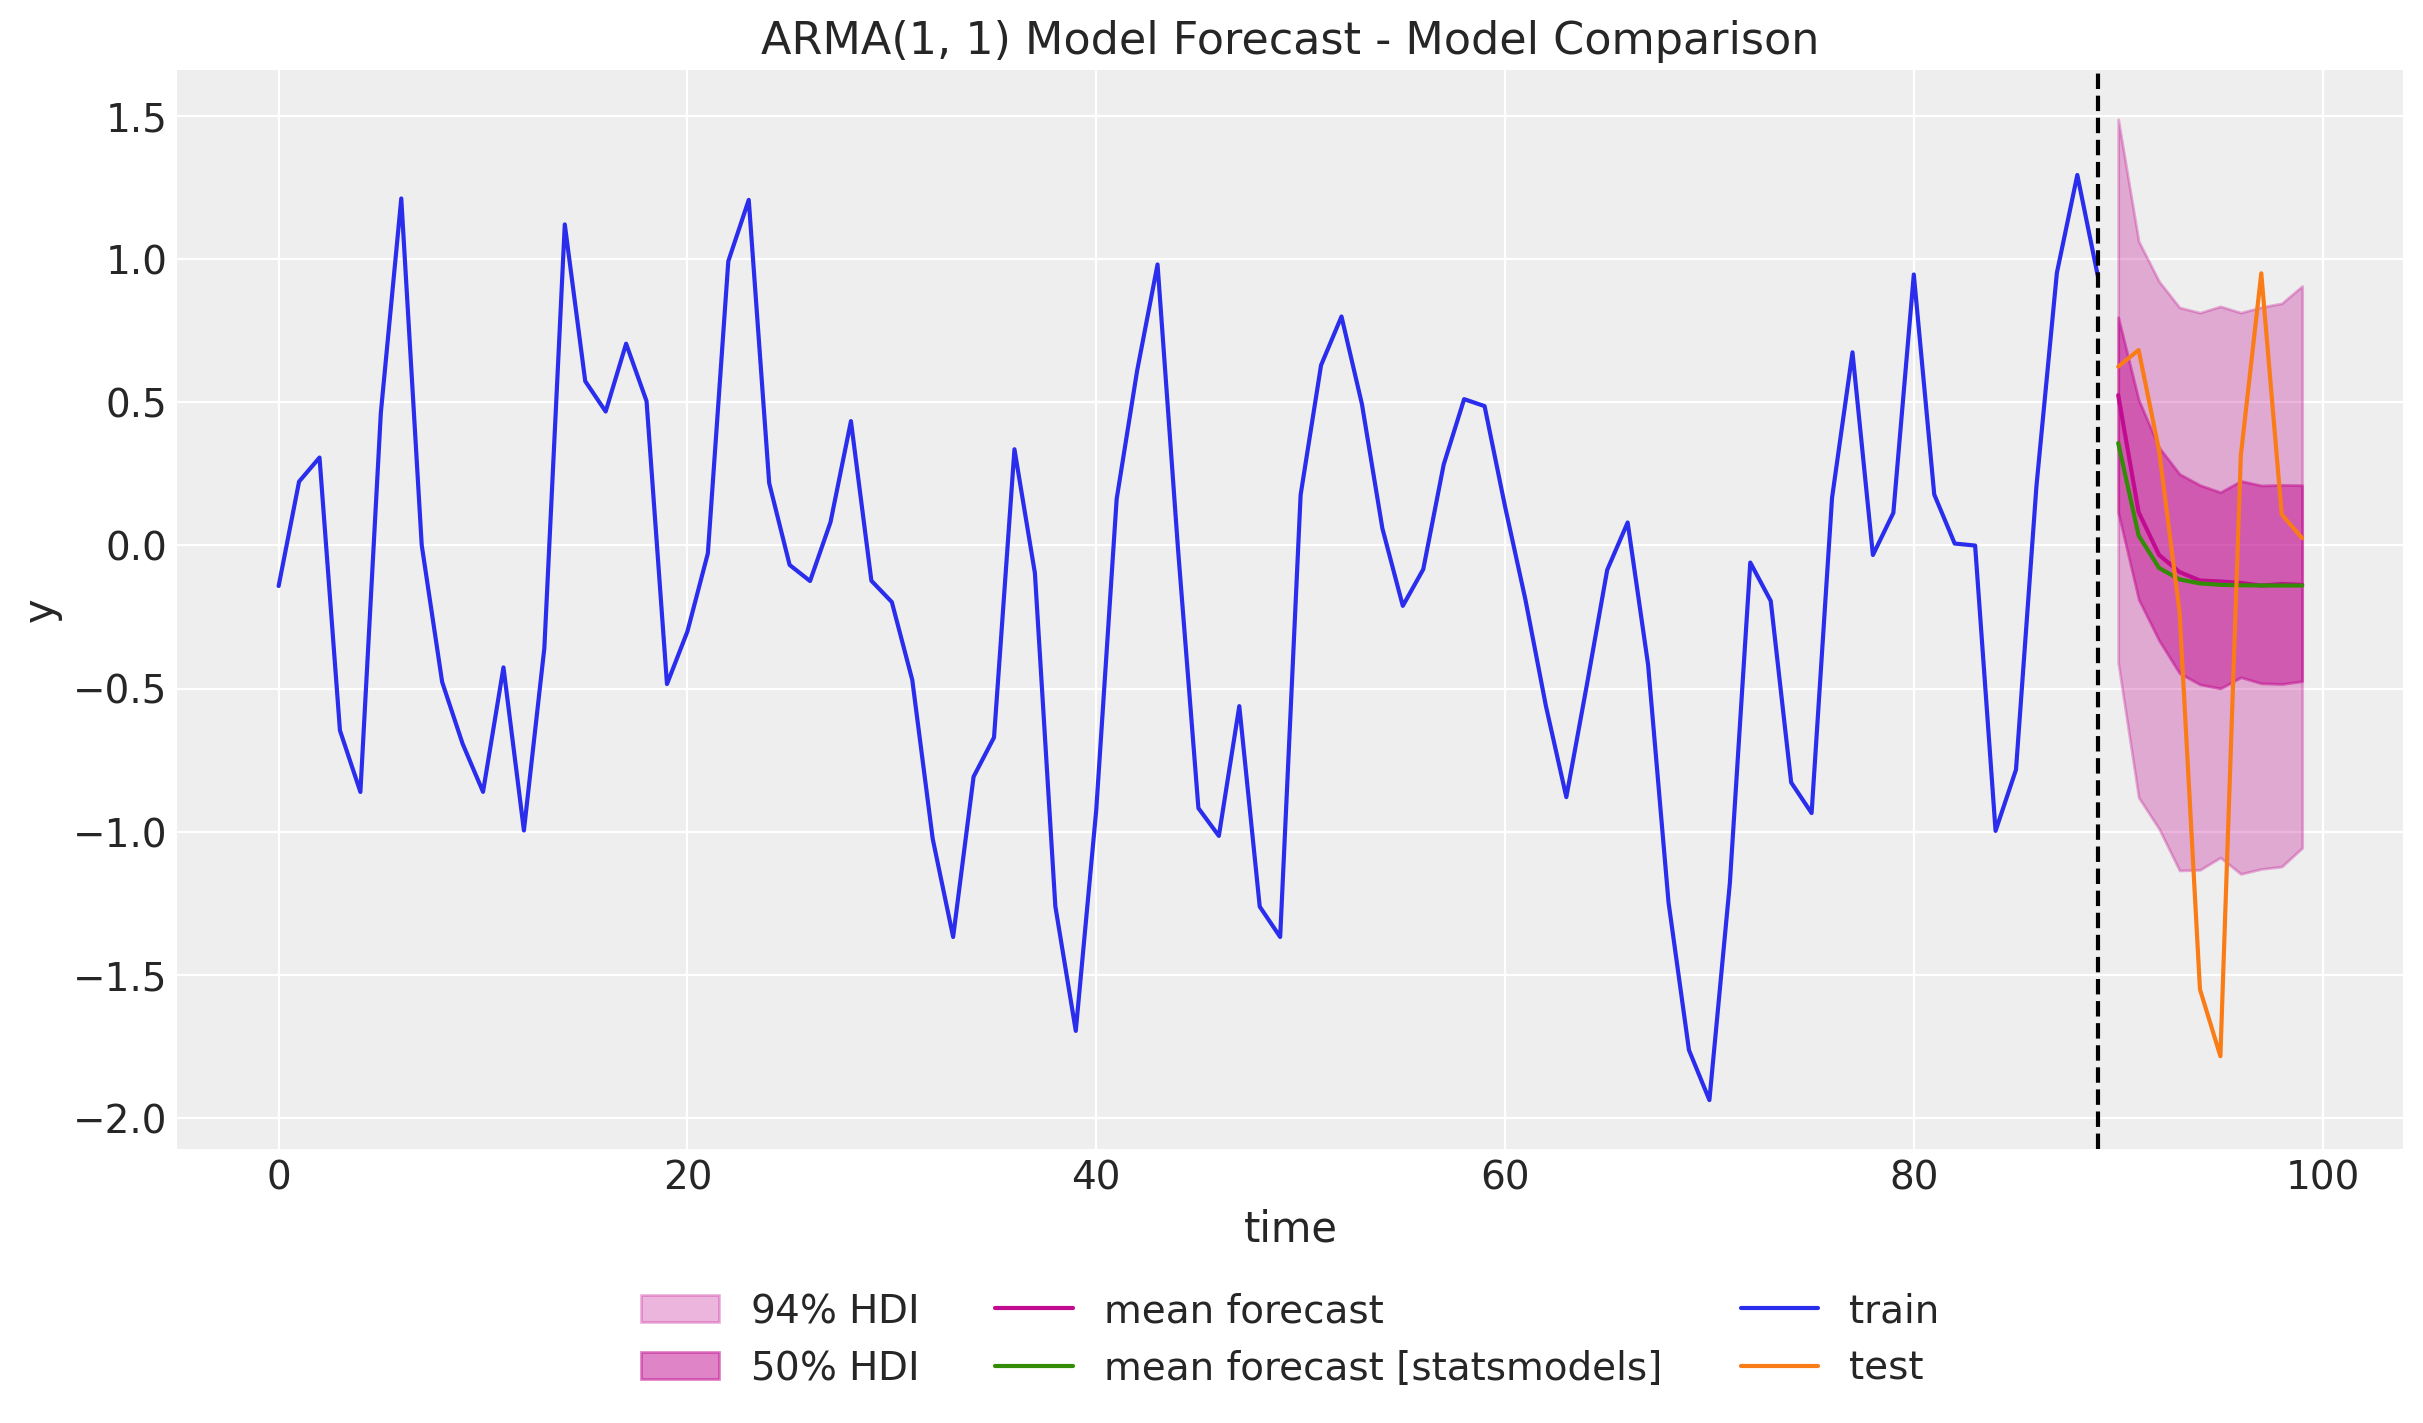 ARMA(1, 1) Model Forecast - Model Comparison
1.5
1.0
0.5
0.0
−0.5
−1.0
−1.5
−2.0
y
0 20 40 60 80 100
time
94% HDI mean forecast train
50% HDI mean forecast [statsmodels] test